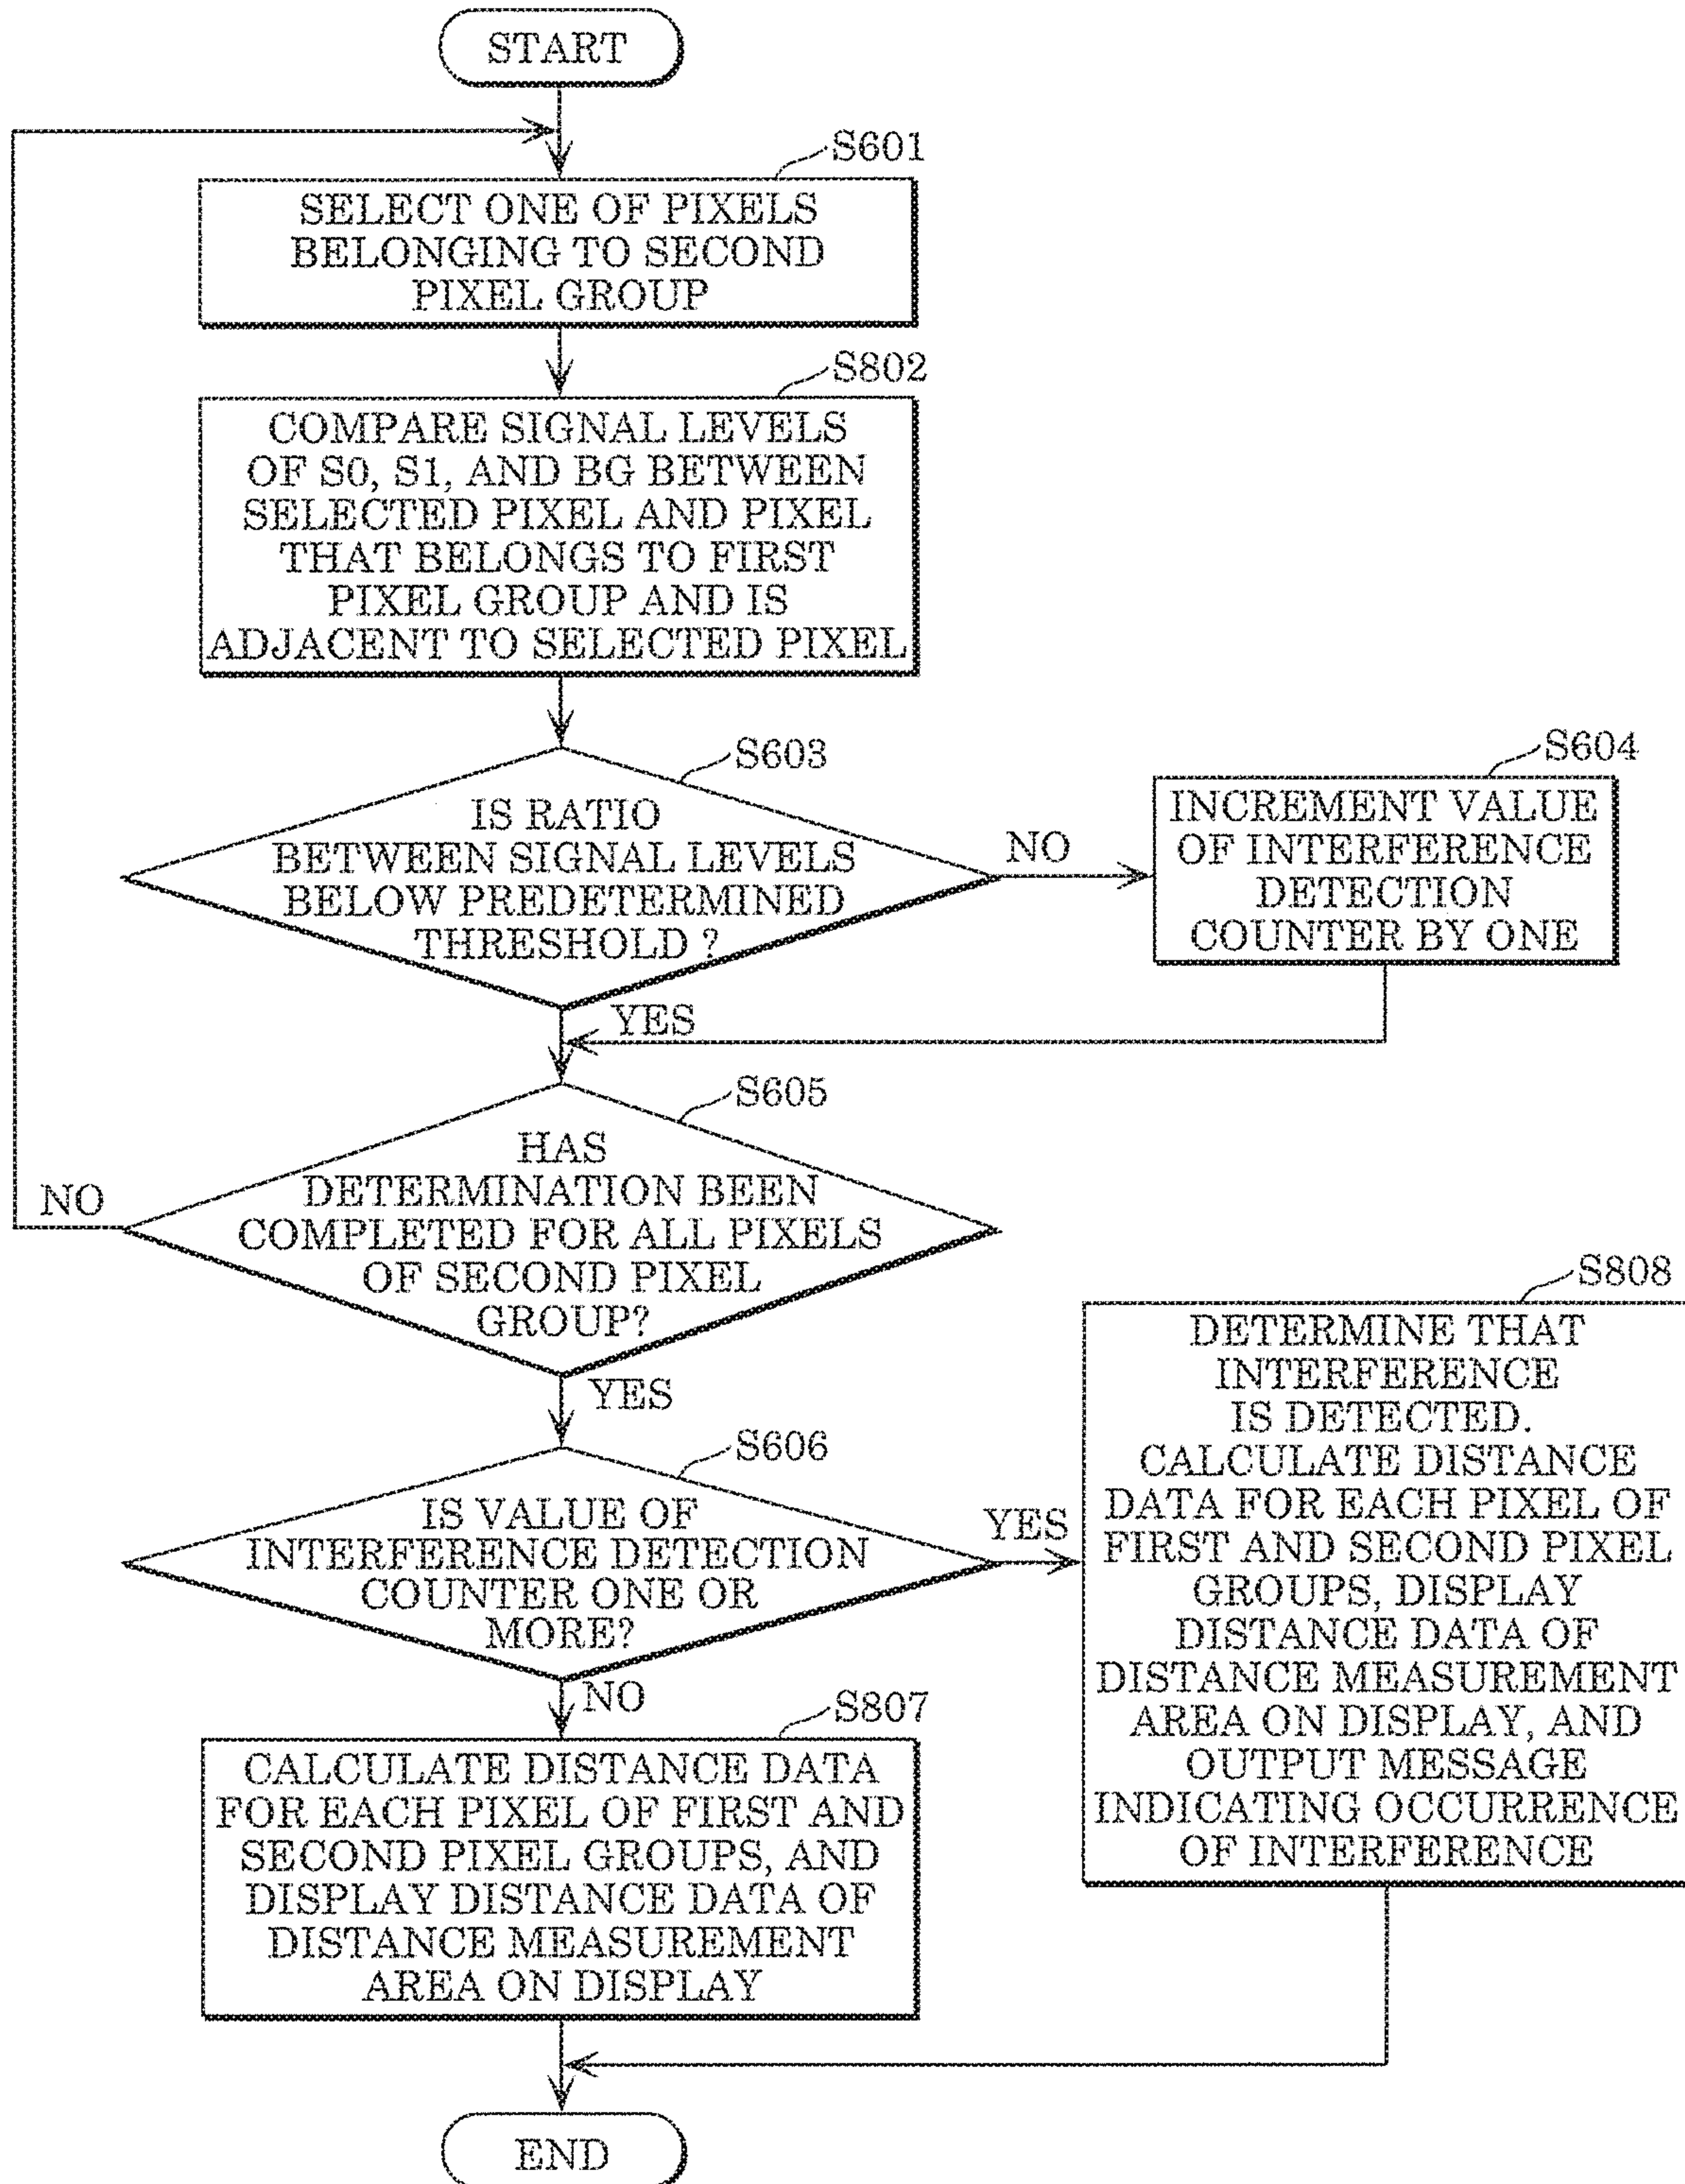 START
S601
SELECT ONE OF PIXELS
BELONGING TO SECOND
PIXEL GROUP
S802
COMPARE SIGNAL LEVELS
OF S0, S1, AND BG BETWEEN
SELECTED PIXEL AND PIXEL
THAT BELONGS TO FIRST
PIXEL GROUP AND IS
ADJACENT TO SELECTED PIXEL
S603
IS RATIO
BETWEEN SIGNAL LEVELS
BELOW PREDETERMINED
THRESHOLD ?
NO
S604
INCREMENT VALUE
OF INTERFERENCE
DETECTION
COUNTER BY ONE
YES
S605
HAS
DETERMINATION BEEN
COMPLETED FOR ALL PIXELS
OF SECOND PIXEL
GROUP?
NO
YES
S606
IS VALUE OF
INTERFERENCE DETECTION
COUNTER ONE OR
MORE?
YES
S808
DETERMINE THAT
INTERFERENCE
IS DETECTED.
CALCULATE DISTANCE
DATA FOR EACH PIXEL OF
FIRST AND SECOND PIXEL
GROUPS, DISPLAY
DISTANCE DATA OF
DISTANCE MEASUREMENT
AREA ON DISPLAY, AND
OUTPUT MESSAGE
INDICATING OCCURRENCE
OF INTERFERENCE
NO
S807
CALCULATE DISTANCE DATA
FOR EACH PIXEL OF FIRST AND
SECOND PIXEL GROUPS, AND
DISPLAY DISTANCE DATA OF
DISTANCE MEASUREMENT
AREA ON DISPLAY
END